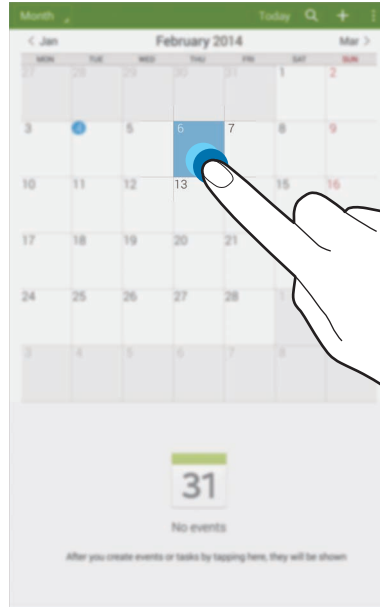 Month Today
< Jan February 2014 Mar >
MON TUE WED THU FRI SAT SUN
27 28 29 30 31 1 2
3 4 5 6 7 8 9
10 11 12 13 15 16
17 18 19 20 21
24 25 26 27 28 1
3 4 5 6 7 8
31
No events
After you create events or tasks by tapping here, they will be shown